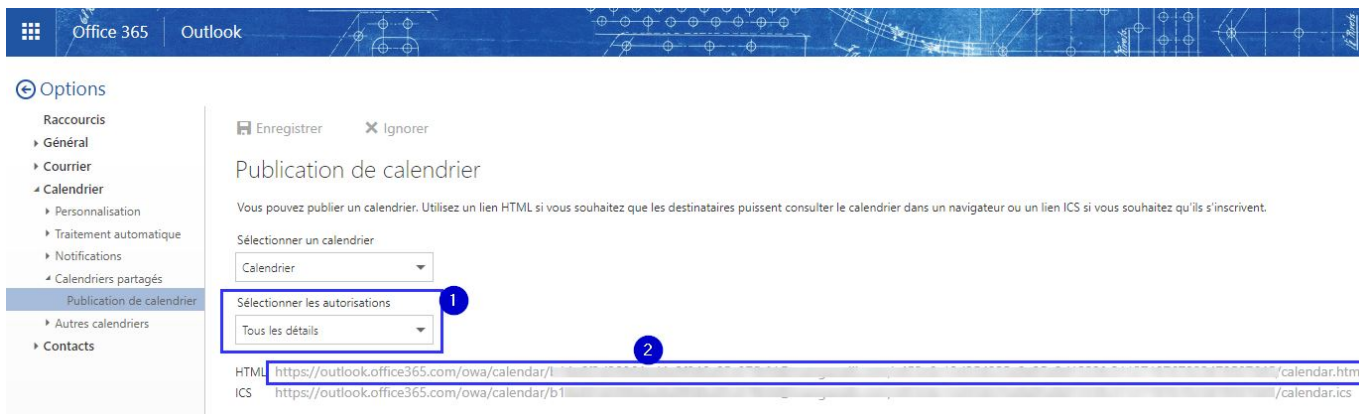 Office 365 Outlook
Options
Raccourcis
Général
Courrier
Calendrier
Personnalisation
Traitement automatique
Notifications
Calendriers partagés
Publication de calendrier
Autres calendriers
Contacts
Enregistrer Ignorer
Publication de calendrier
Vous pouvez publier un calendrier. Utilisez un lien HTML si vous souhaitez que les destinataires puissent consulter le calendrier dans un navigateur ou un lien ICS si vous souhaitez qu'ils s'inscrivent.
Sélectionner un calendrier
Calendrier
Sélectionner les autorisations
1
Tous les détails
2
HTML https://outlook.office365.com/owa/calendar/ /calendar.htm
ICS https://outlook.office365.com/owa/calendar/b1 /calendar.ics